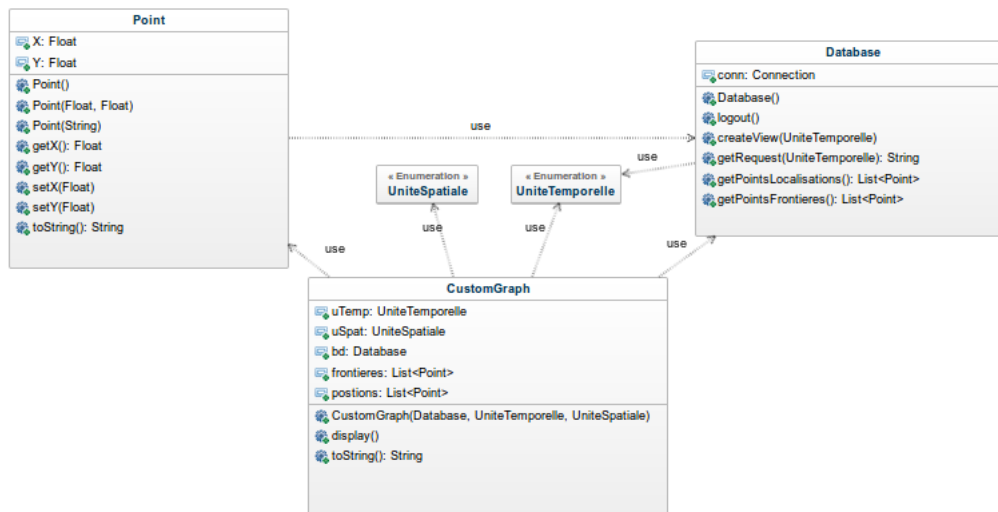 Point
X: Float
Y: Float
Point()
Point(Float, Float)
Point(String)
getX(): Float
getY(): Float
setX(Float)
setY(Float)
toString(): String
use
Database
conn: Connection
Database()
logout()
createView(UniteTemporelle)
getRequest(UniteTemporelle): String
getPointsLocalisations(): List<Point>
getPointsFrontieres(): List<Point>
use
« Enumeration »
UniteSpatiale
« Enumeration »
UniteTemporelle
use
use
use
use
CustomGraph
uTemp: UniteTemporelle
uSpat: UniteSpatiale
bd: Database
frontieres: List<Point>
postions: List<Point>
CustomGraph(Database, UniteTemporelle, UniteSpatiale)
display()
toString(): String